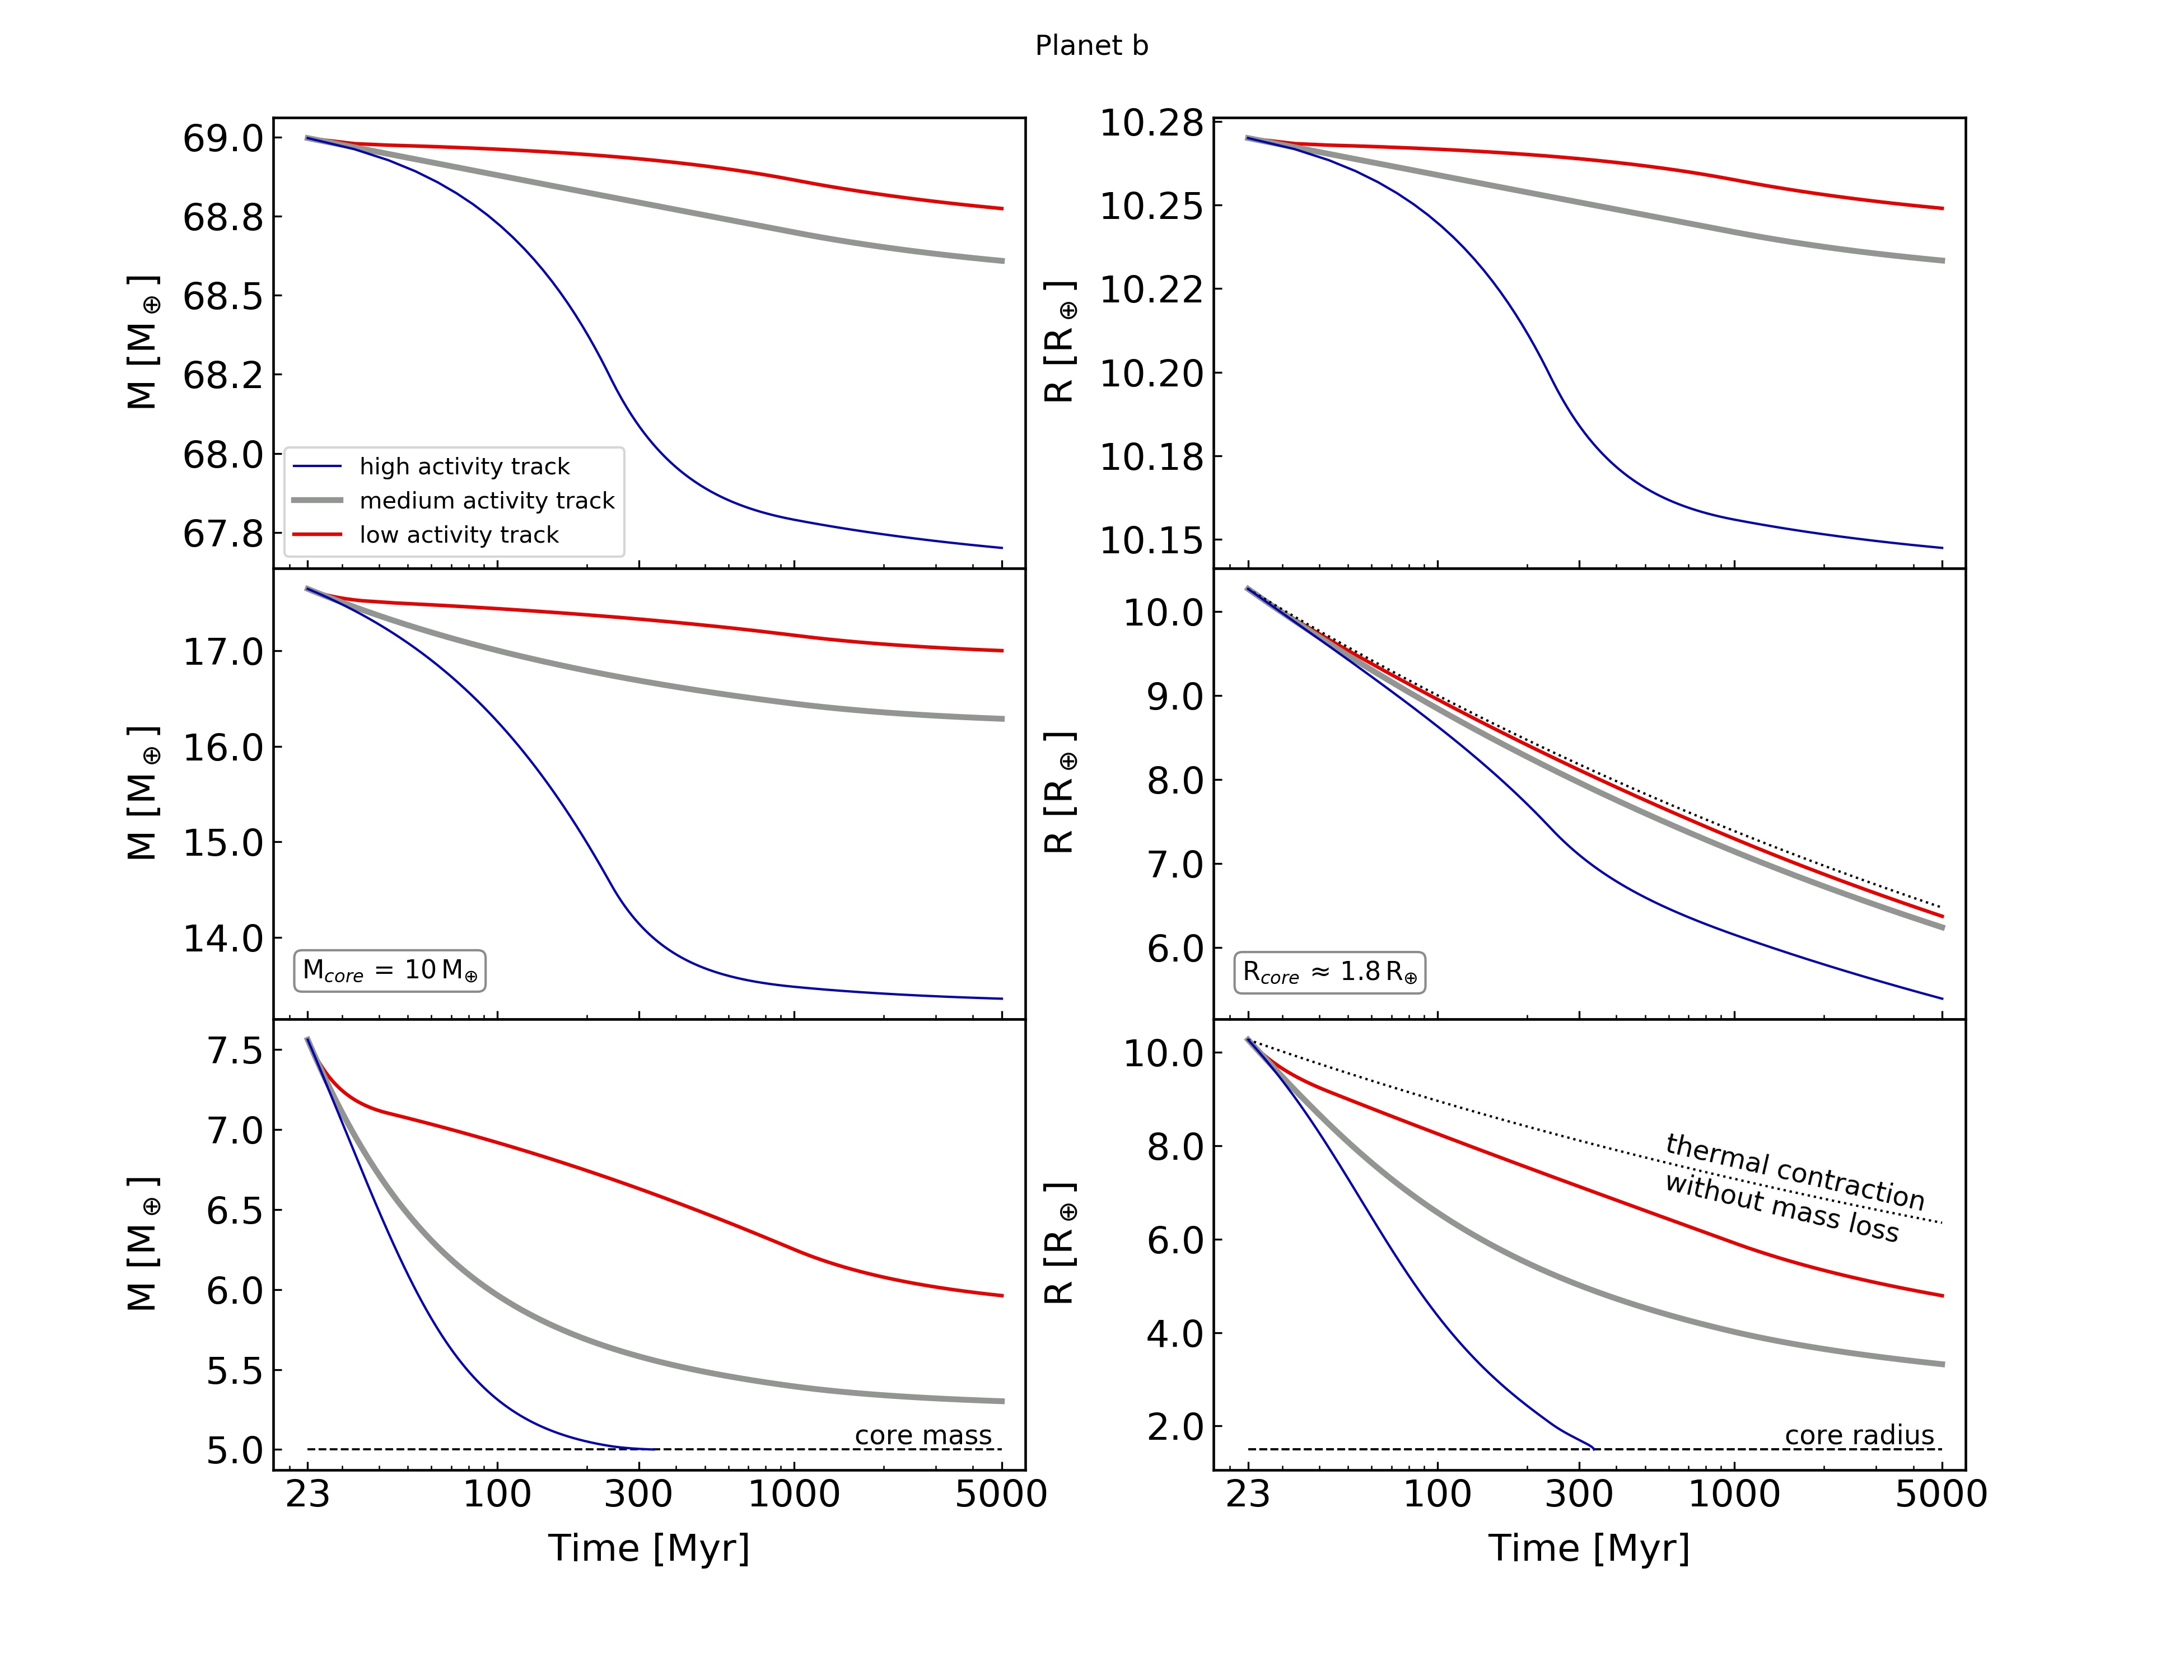 Planet b
69.0
68.8
68.5
68.2
68.0
67.8
M [M⊕]
high activity track
medium activity track
low activity track
10.28
10.25
10.22
10.20
10.18
10.15
R [R⊕]
17.0
16.0
15.0
14.0
M [M⊕]
Mcore = 10 M⊕
10.0
9.0
8.0
7.0
6.0
R [R⊕]
Rcore ≈ 1.8 R⊕
7.5
7.0
6.5
6.0
5.5
5.0
M [M⊕]
core mass
23 100 300 1000 5000
Time [Myr]
10.0
8.0
6.0
4.0
2.0
R [R⊕]
thermal contraction
without mass loss
core radius
23 100 300 1000 5000
Time [Myr]